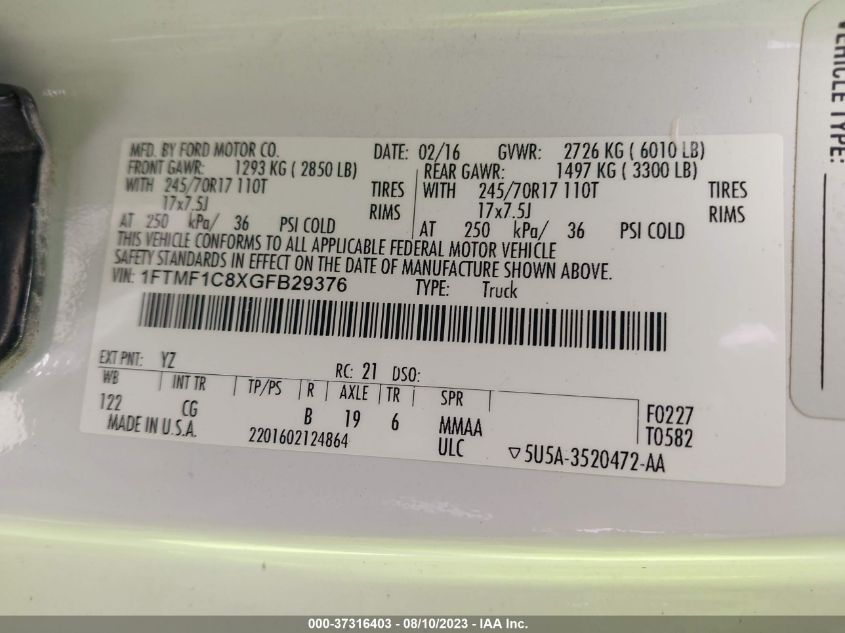 MFD. BY FORD MOTOR CO. DATE: 02/16 GVWR: 2726 KG ( 6010 LB)
FRONT GAWR: 1293 KG ( 2850 LB) REAR GAWR: 1497 KG ( 3300 LB)
WITH 245/70R17 110T TIRES WITH 245/70R17 110T TIRES
17x7.5J RIMS 17x7.5J RIMS
AT 250 kPa/ 36 PSI COLD AT 250 kPa/ 36 PSI COLD
THIS VEHICLE CONFORMS TO ALL APPLICABLE FEDERAL MOTOR VEHICLE
SAFETY STANDARDS IN EFFECT ON THE DATE OF MANUFACTURE SHOWN ABOVE.
VIN: 1FTMF1C8XGFB29376 TYPE: Truck
EXT PNT: YZ RC: 21 DSO:
WB INT TR TP/PS R AXLE TR SPR
122 CG B 19 6 MMAA F0227
MADE IN U.S.A. 2201602124864 ULC T0582
▽5U5A-3520472-AA
VEHICLE TYPE:
000-37316403 - 08/10/2023 - IAA Inc.